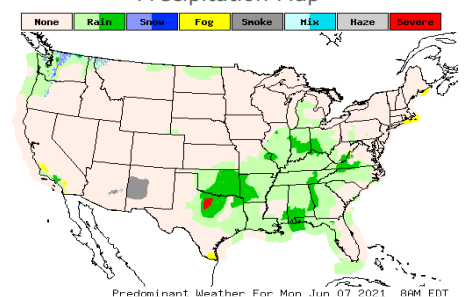 Precipitation Map
None Rain Snow Fog Smoke Mix Haze Severe
Predominant Weather For Mon Jun 07 2021 8AM EDT